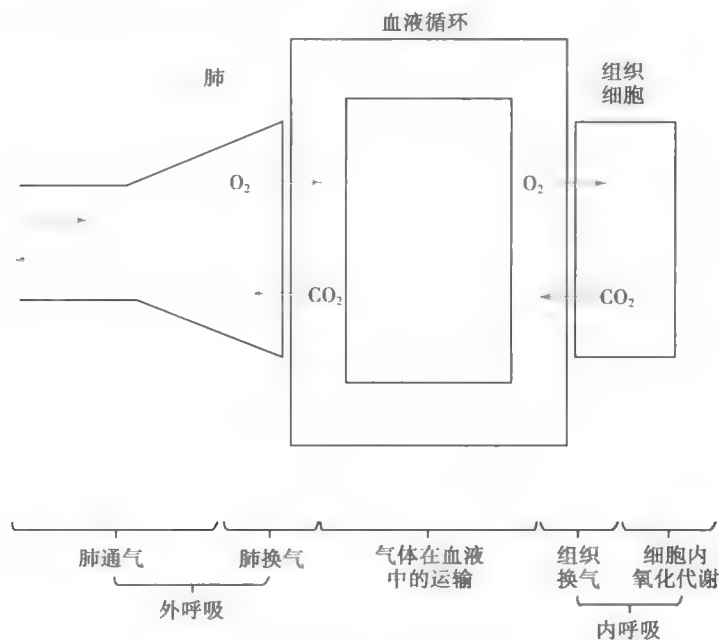 血液循环
肺
组织
细胞
O₂
O₂
CO₂
CO₂
肺通气
肺换气
气体在血液
中的运输
组织
换气
细胞内
氧化代谢
外呼吸
内呼吸